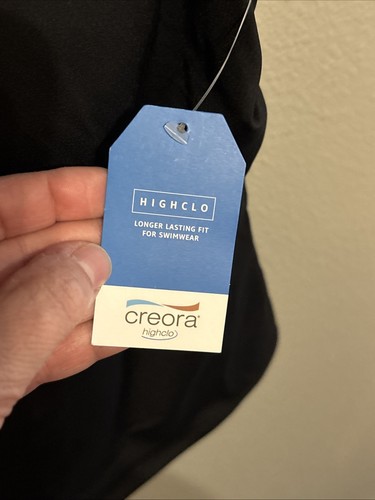 HIGHCLO
LONGER LASTING FIT
FOR SWIMWEAR
creora®
highclo